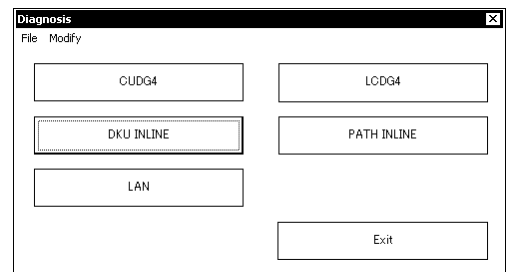 Diagnosis
File Modify
CUDG4 LCDG4
DKU INLINE PATH INLINE
LAN
Exit